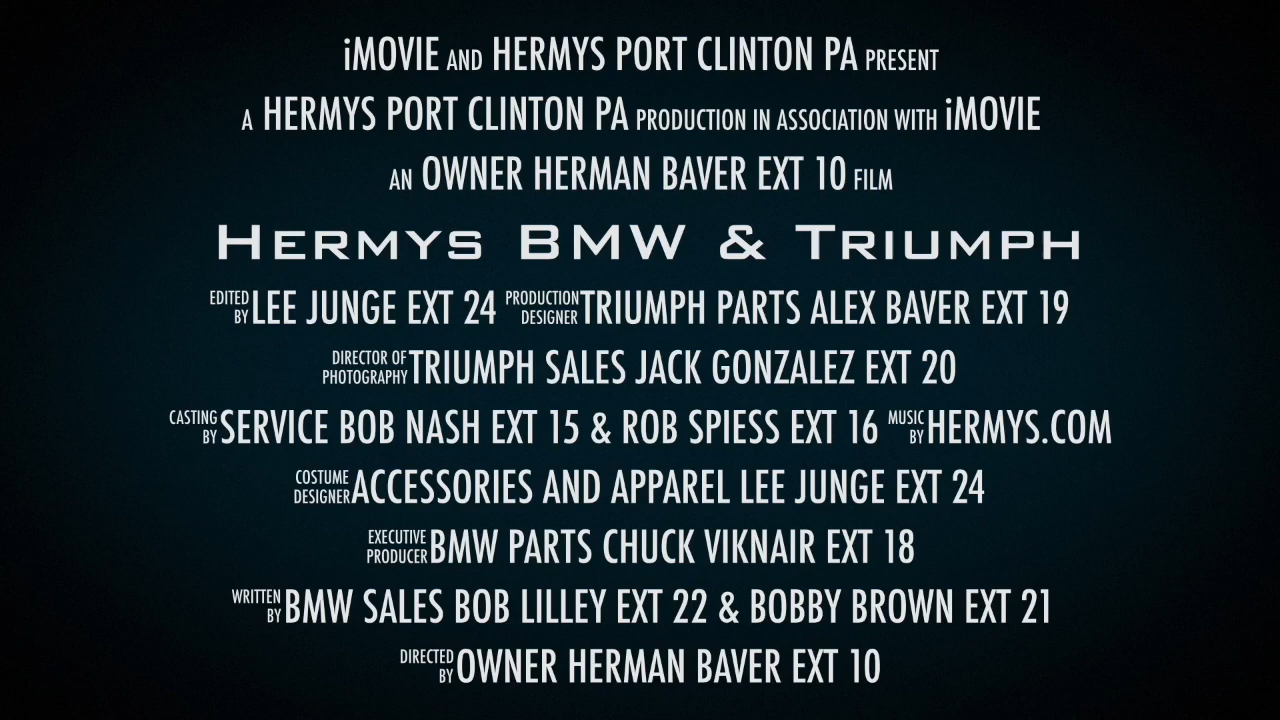 iMOVIE AND HERMYS PORT CLINTON PA PRESENT
A HERMYS PORT CLINTON PA PRODUCTION IN ASSOCIATION WITH iMOVIE
AN OWNER HERMAN BAVER EXT 10 FILM
HERMYS BMW & TRIUMPH
EDITED BY LEE JUNGE EXT 24 PRODUCTION DESIGNER TRIUMPH PARTS ALEX BAVER EXT 19
DIRECTOR OF PHOTOGRAPHY TRIUMPH SALES JACK GONZALEZ EXT 20
CASTING BY SERVICE BOB NASH EXT 15 & ROB SPIESS EXT 16 MUSIC BY HERMYS.COM
COSTUME DESIGNER ACCESSORIES AND APPAREL LEE JUNGE EXT 24
EXECUTIVE PRODUCER BMW PARTS CHUCK VIKNAIR EXT 18
WRITTEN BY BMW SALES BOB LILLEY EXT 22 & BOBBY BROWN EXT 21
DIRECTED BY OWNER HERMAN BAVER EXT 10